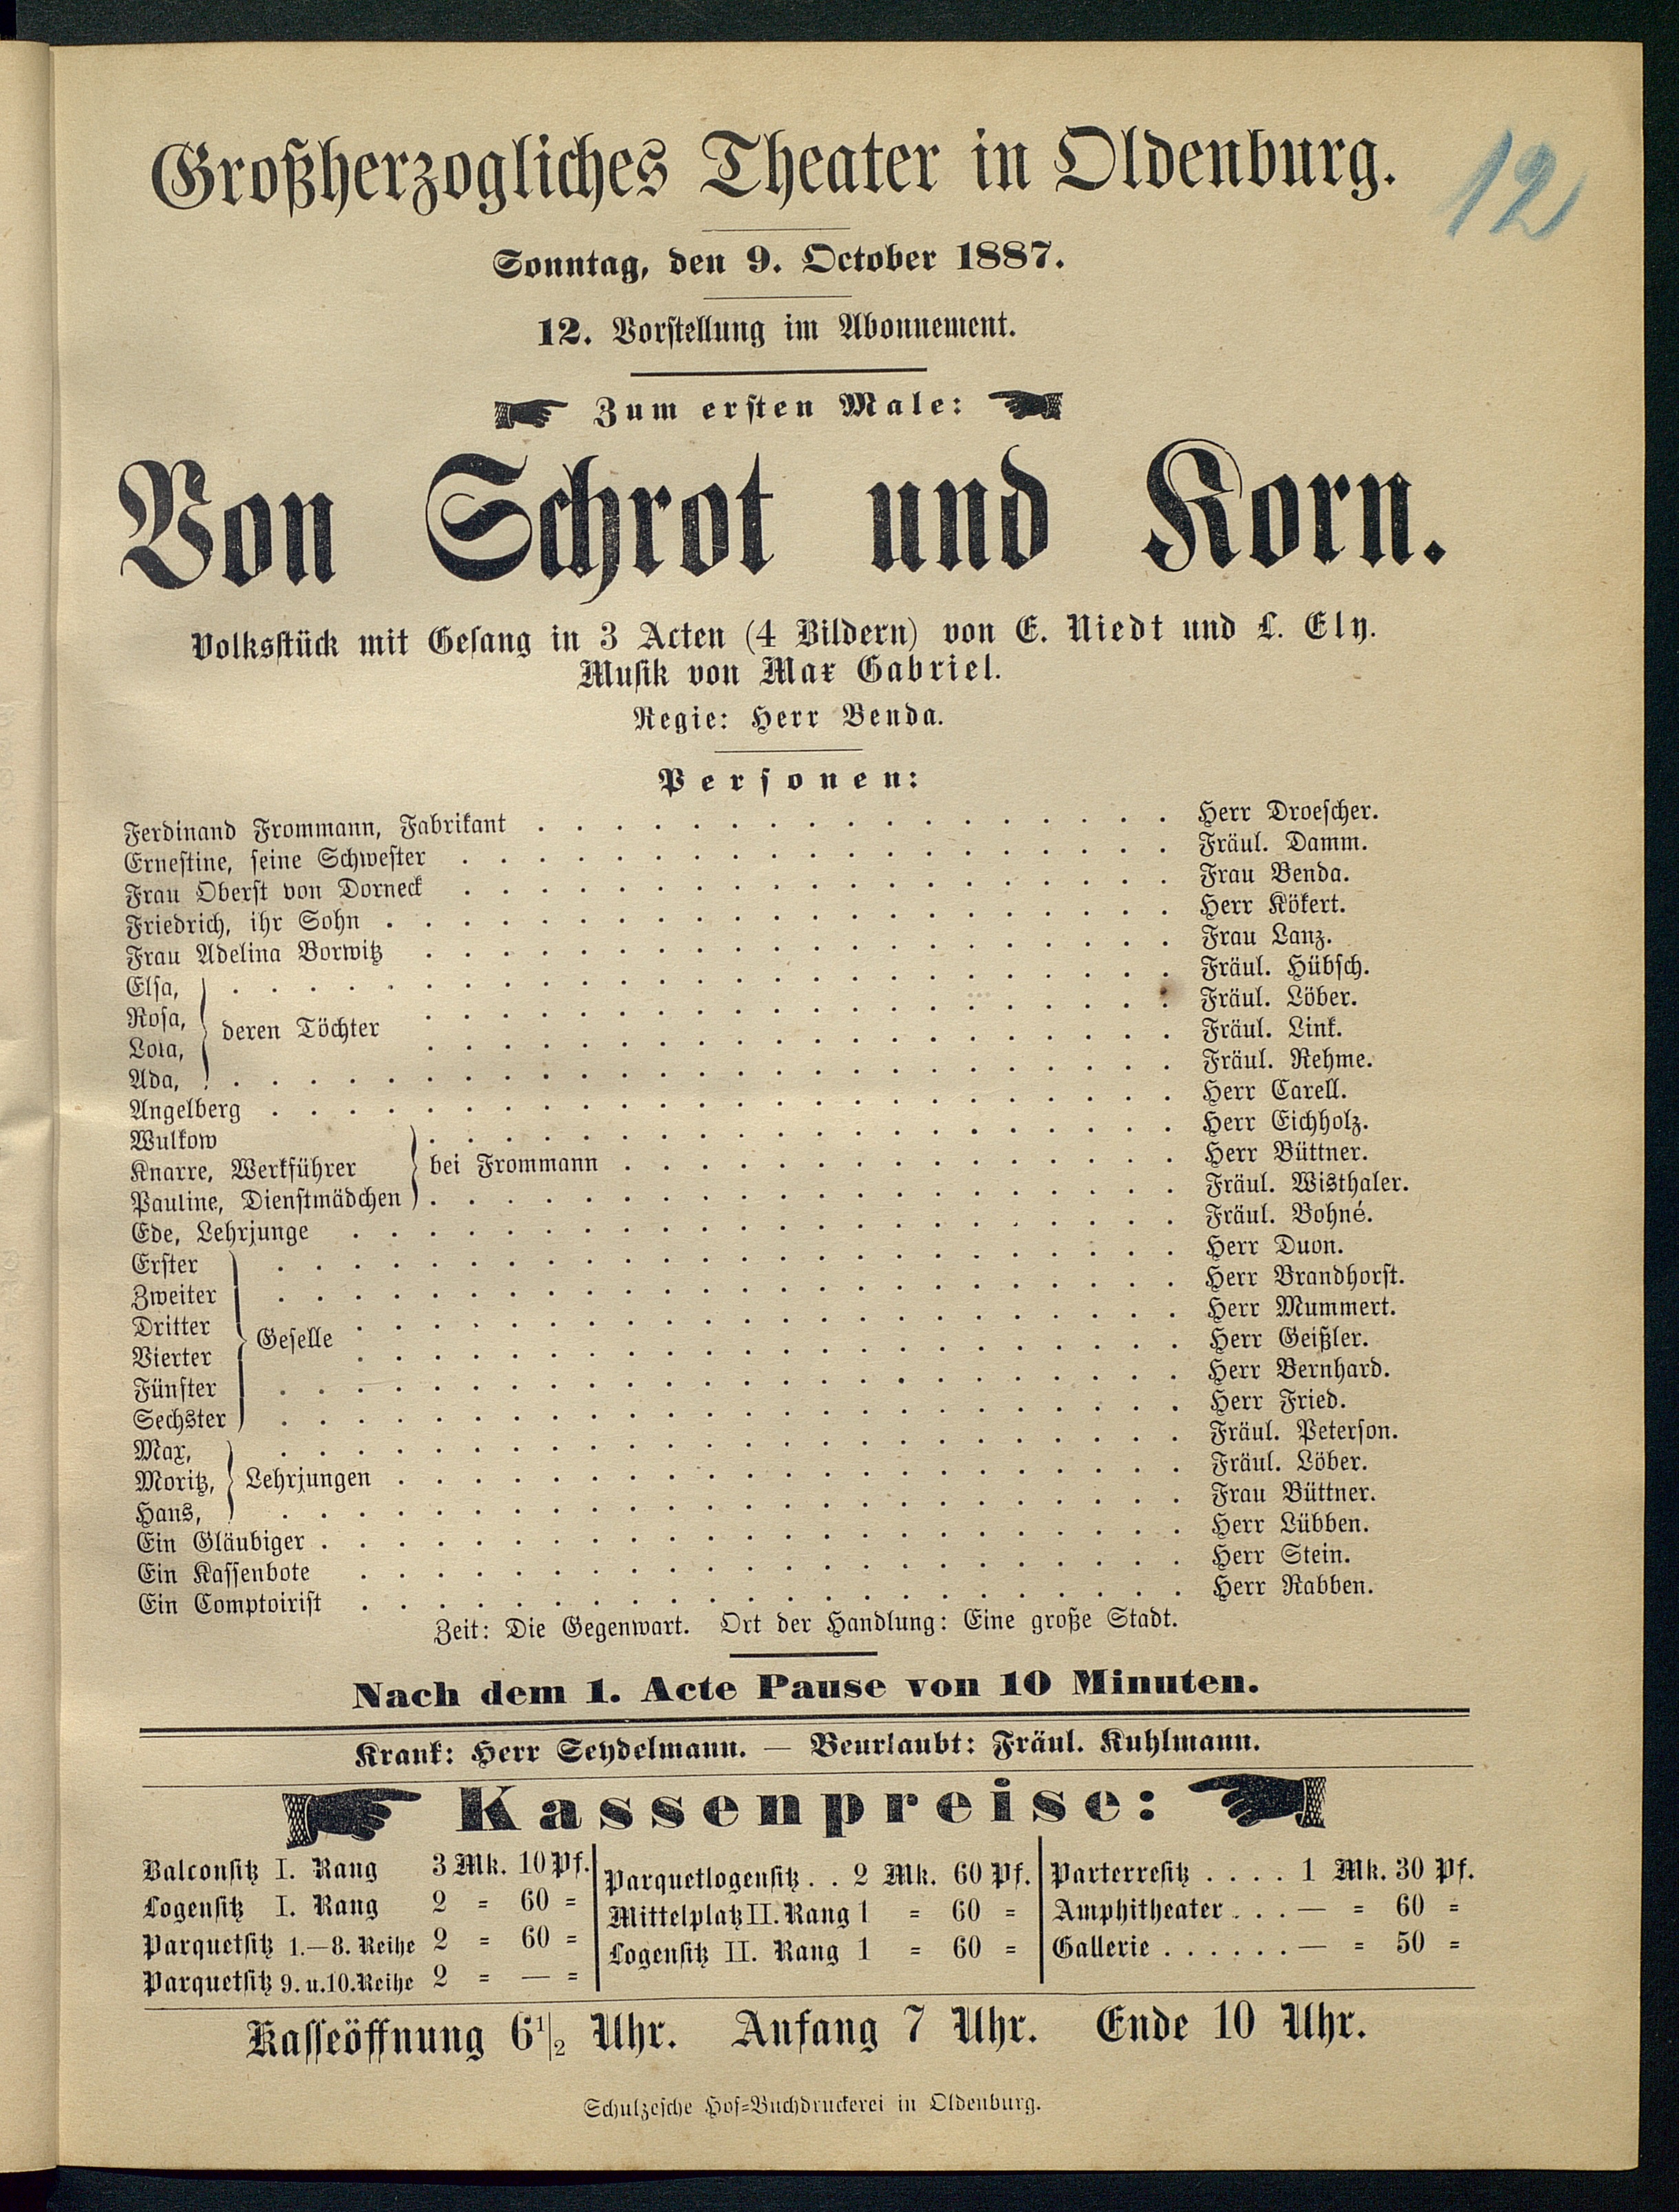 Großherzogliches Theater in Oldenburg.
12
Sonntag, den 9. October 1887.
12. Vorstellung im Abonnement.
Zum ersten Male:
Von Schrot und Korn.
Volksstück mit Gesang in 3 Acten (4 Bildern) von E. Niedt und L. Ely.
Musik von Max Gabriel.
Regie: Herr Benda.
Personen:
Ferdinand Frommann, Fabrikant . . . . . Herr Droescher.
Ernestine, seine Schwester . . . . . Fräul. Damm.
Frau Oberst von Dorneck . . . . . Frau Benda.
Friedrich, ihr Sohn . . . . . Herr Kökert.
Frau Adelina Borwitz . . . . . Frau Lanz.
Elsa, . . . . . Fräul. Hübsch.
Rosa, deren Töchter . . . . . Fräul. Löber.
Lola, . . . . . Fräul. Link.
Ada, . . . . . Fräul. Rehme.
Angelberg . . . . . Herr Carell.
Wulkow . . . . . Herr Eichholz.
Knarre, Werkführer bei Frommann . . . . . Herr Büttner.
Pauline, Dienstmädchen . . . . . Fräul. Wisthaler.
Ede, Lehrjunge . . . . . Fräul. Bohné.
Erster . . . . . Herr Duon.
Zweiter . . . . . Herr Brandhorst.
Dritter Geselle . . . . . Herr Mummert.
Vierter . . . . . Herr Geißler.
Fünfter . . . . . Herr Bernhard.
Sechster . . . . . Herr Fried.
Max, . . . . . Fräul. Peterson.
Moritz, Lehrjungen . . . . . Fräul. Löber.
Hans, . . . . . Frau Büttner.
Ein Gläubiger . . . . . Herr Lübben.
Ein Kassenbote . . . . . Herr Stein.
Ein Comptoirist . . . . . Herr Rabben.
Zeit: Die Gegenwart. Ort der Handlung: Eine große Stadt.
Nach dem 1. Acte Pause von 10 Minuten.
Krank: Herr Seydelmann. — Beurlaubt: Fräul. Kuhlmann.
Kassenpreise:
Balconsitz I. Rang 3 Mk. 10 Pf.
Logensitz I. Rang 2 = 60 =
Parquetsitz 1.—8. Reihe 2 = 60 =
Parquetsitz 9. u. 10. Reihe 2 = — =
Parquetlogensitz . . 2 Mk. 60 Pf.
Mittelplatz II. Rang 1 = 60 =
Logensitz II. Rang 1 = 60 =
Parterresitz . . . . 1 Mk. 30 Pf.
Amphitheater . . . — = 60 =
Gallerie . . . . . . — = 50 =
Kasseöffnung 6 1/2 Uhr. Anfang 7 Uhr. Ende 10 Uhr.
Schulzesche Hof=Buchdruckerei in Oldenburg.